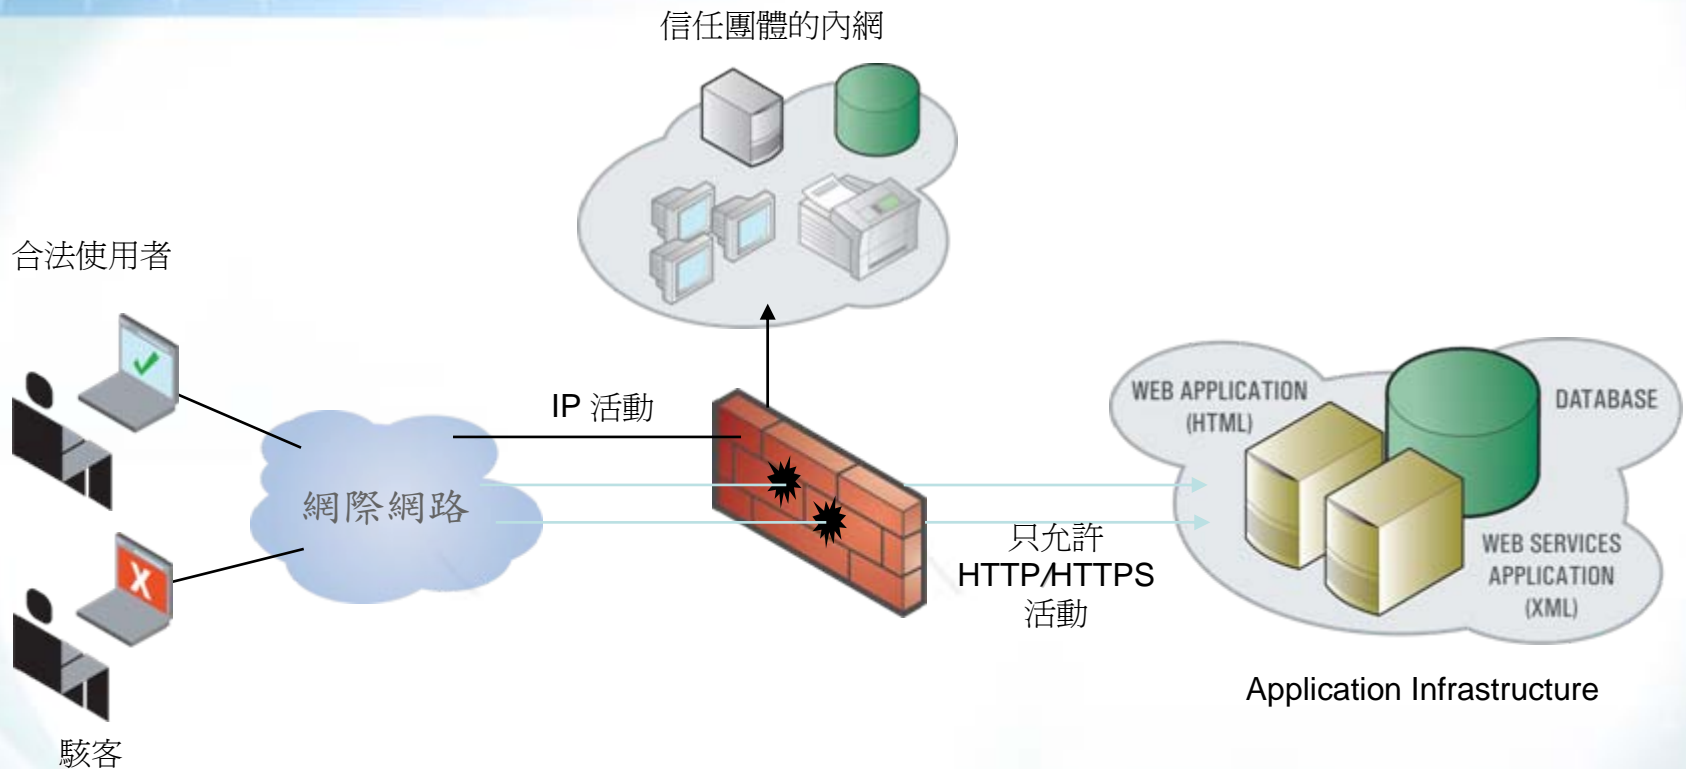 信任團體的內網
合法使用者
IP 活動
網際網路
只允許
HTTP/HTTPS
活動
WEB APPLICATION
(HTML)
DATABASE
WEB SERVICES
APPLICATION
(XML)
Application Infrastructure
X
駭客